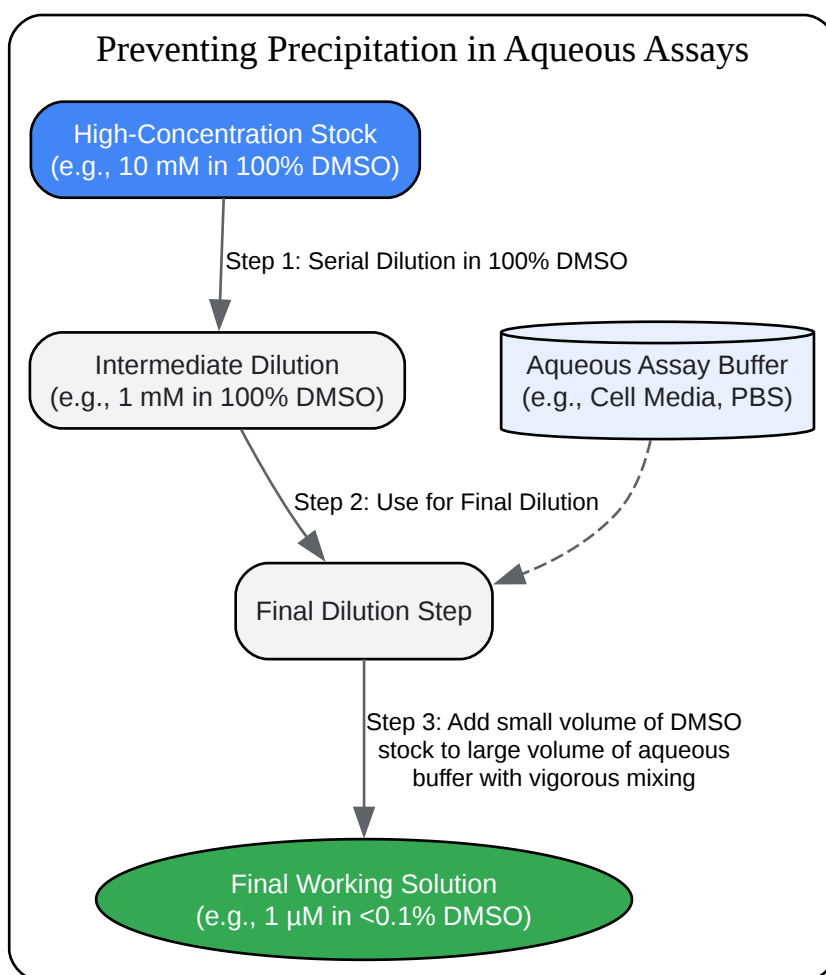 Preventing Precipitation in Aqueous Assays
High-Concentration Stock
(e.g., 10 mM in 100% DMSO)
Step 1: Serial Dilution in 100% DMSO
Intermediate Dilution
(e.g., 1 mM in 100% DMSO)
Aqueous Assay Buffer
(e.g., Cell Media, PBS)
Step 2: Use for Final Dilution
Final Dilution Step
Step 3: Add small volume of DMSO
stock to large volume of aqueous
buffer with vigorous mixing
Final Working Solution
(e.g., 1 µM in <0.1% DMSO)